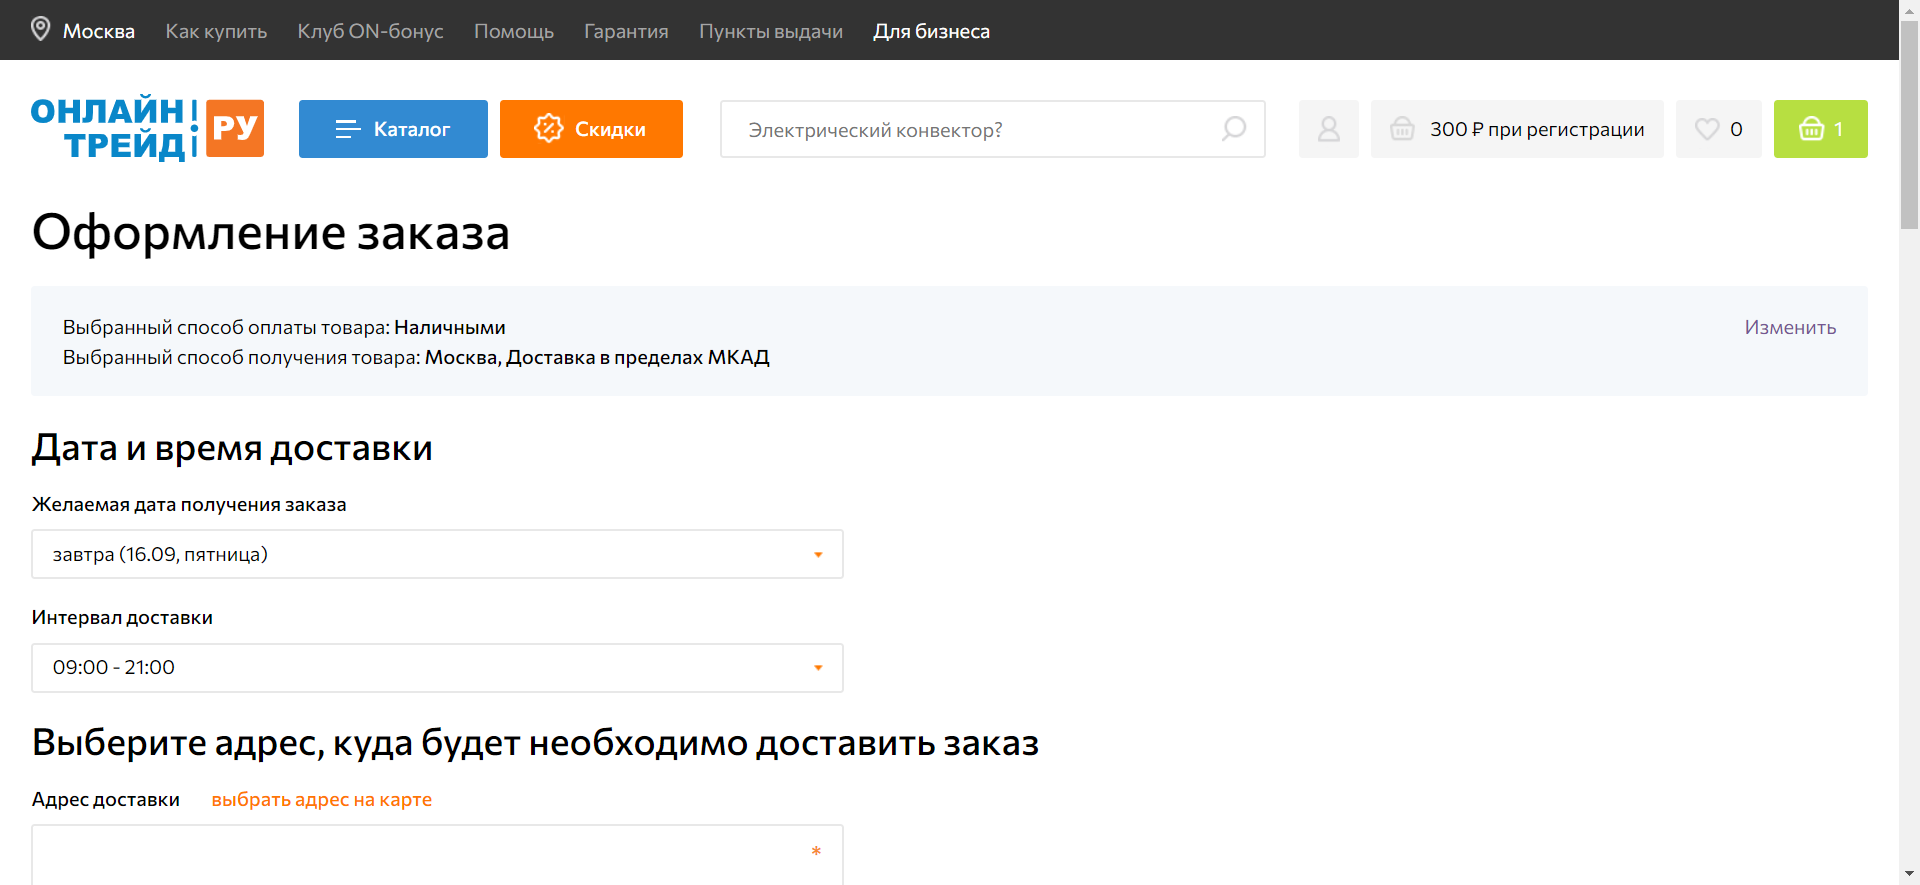 Москва Как купить Клуб ON-бонус Помощь Гарантия Пункты выдачи Для бизнеса
ОНЛАЙН ТРЕЙД РУ
Каталог Скидки Электрический конвектор? 300 ₽ при регистрации 0 1
Оформление заказа
Выбранный способ оплаты товара: Наличными Изменить
Выбранный способ получения товара: Москва, Доставка в пределах МКАД
Дата и время доставки
Желаемая дата получения заказа
завтра (16.09, пятница)
Интервал доставки
09:00 - 21:00
Выберите адрес, куда будет необходимо доставить заказ
Адрес доставки выбрать адрес на карте
*